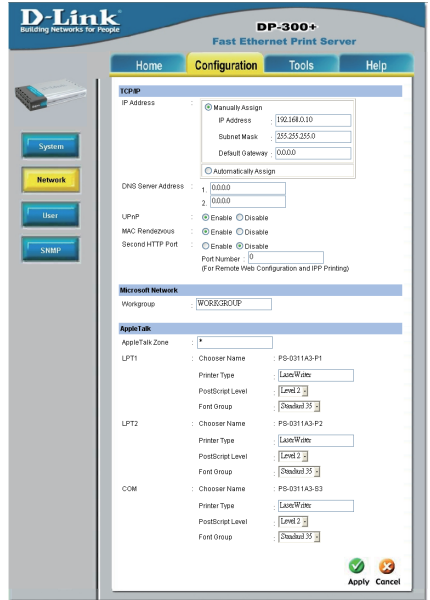 D-Link
Building Networks for People
DP-300+
Fast Ethernet Print Server
Home Configuration Tools Help
System
Network
User
SNMP
TCP/IP
IP Address : Manually Assign
IP Address : 192.168.0.10
Subnet Mask : 255.255.255.0
Default Gateway : 0.0.0.0
Automatically Assign
DNS Server Address : 1. 0.0.0.0
2. 0.0.0.0
UPnP : Enable Disable
MAC Rendezvous : Enable Disable
Second HTTP Port : Enable Disable
Port Number : 0
(For Remote Web Configuration and IPP Printing)
Microsoft Network
Workgroup : WORKGROUP
AppleTalk
AppleTalk Zone : *
LPT1 : Chooser Name : PS-0311A3-P1
Printer Type : LaserWriter
PostScript Level : Level 2
Font Group : Standard 35
LPT2 : Chooser Name : PS-0311A3-P2
Printer Type : LaserWriter
PostScript Level : Level 2
Font Group : Standard 35
COM : Chooser Name : PS-0311A3-S3
Printer Type : LaserWriter
PostScript Level : Level 2
Font Group : Standard 35
Apply Cancel